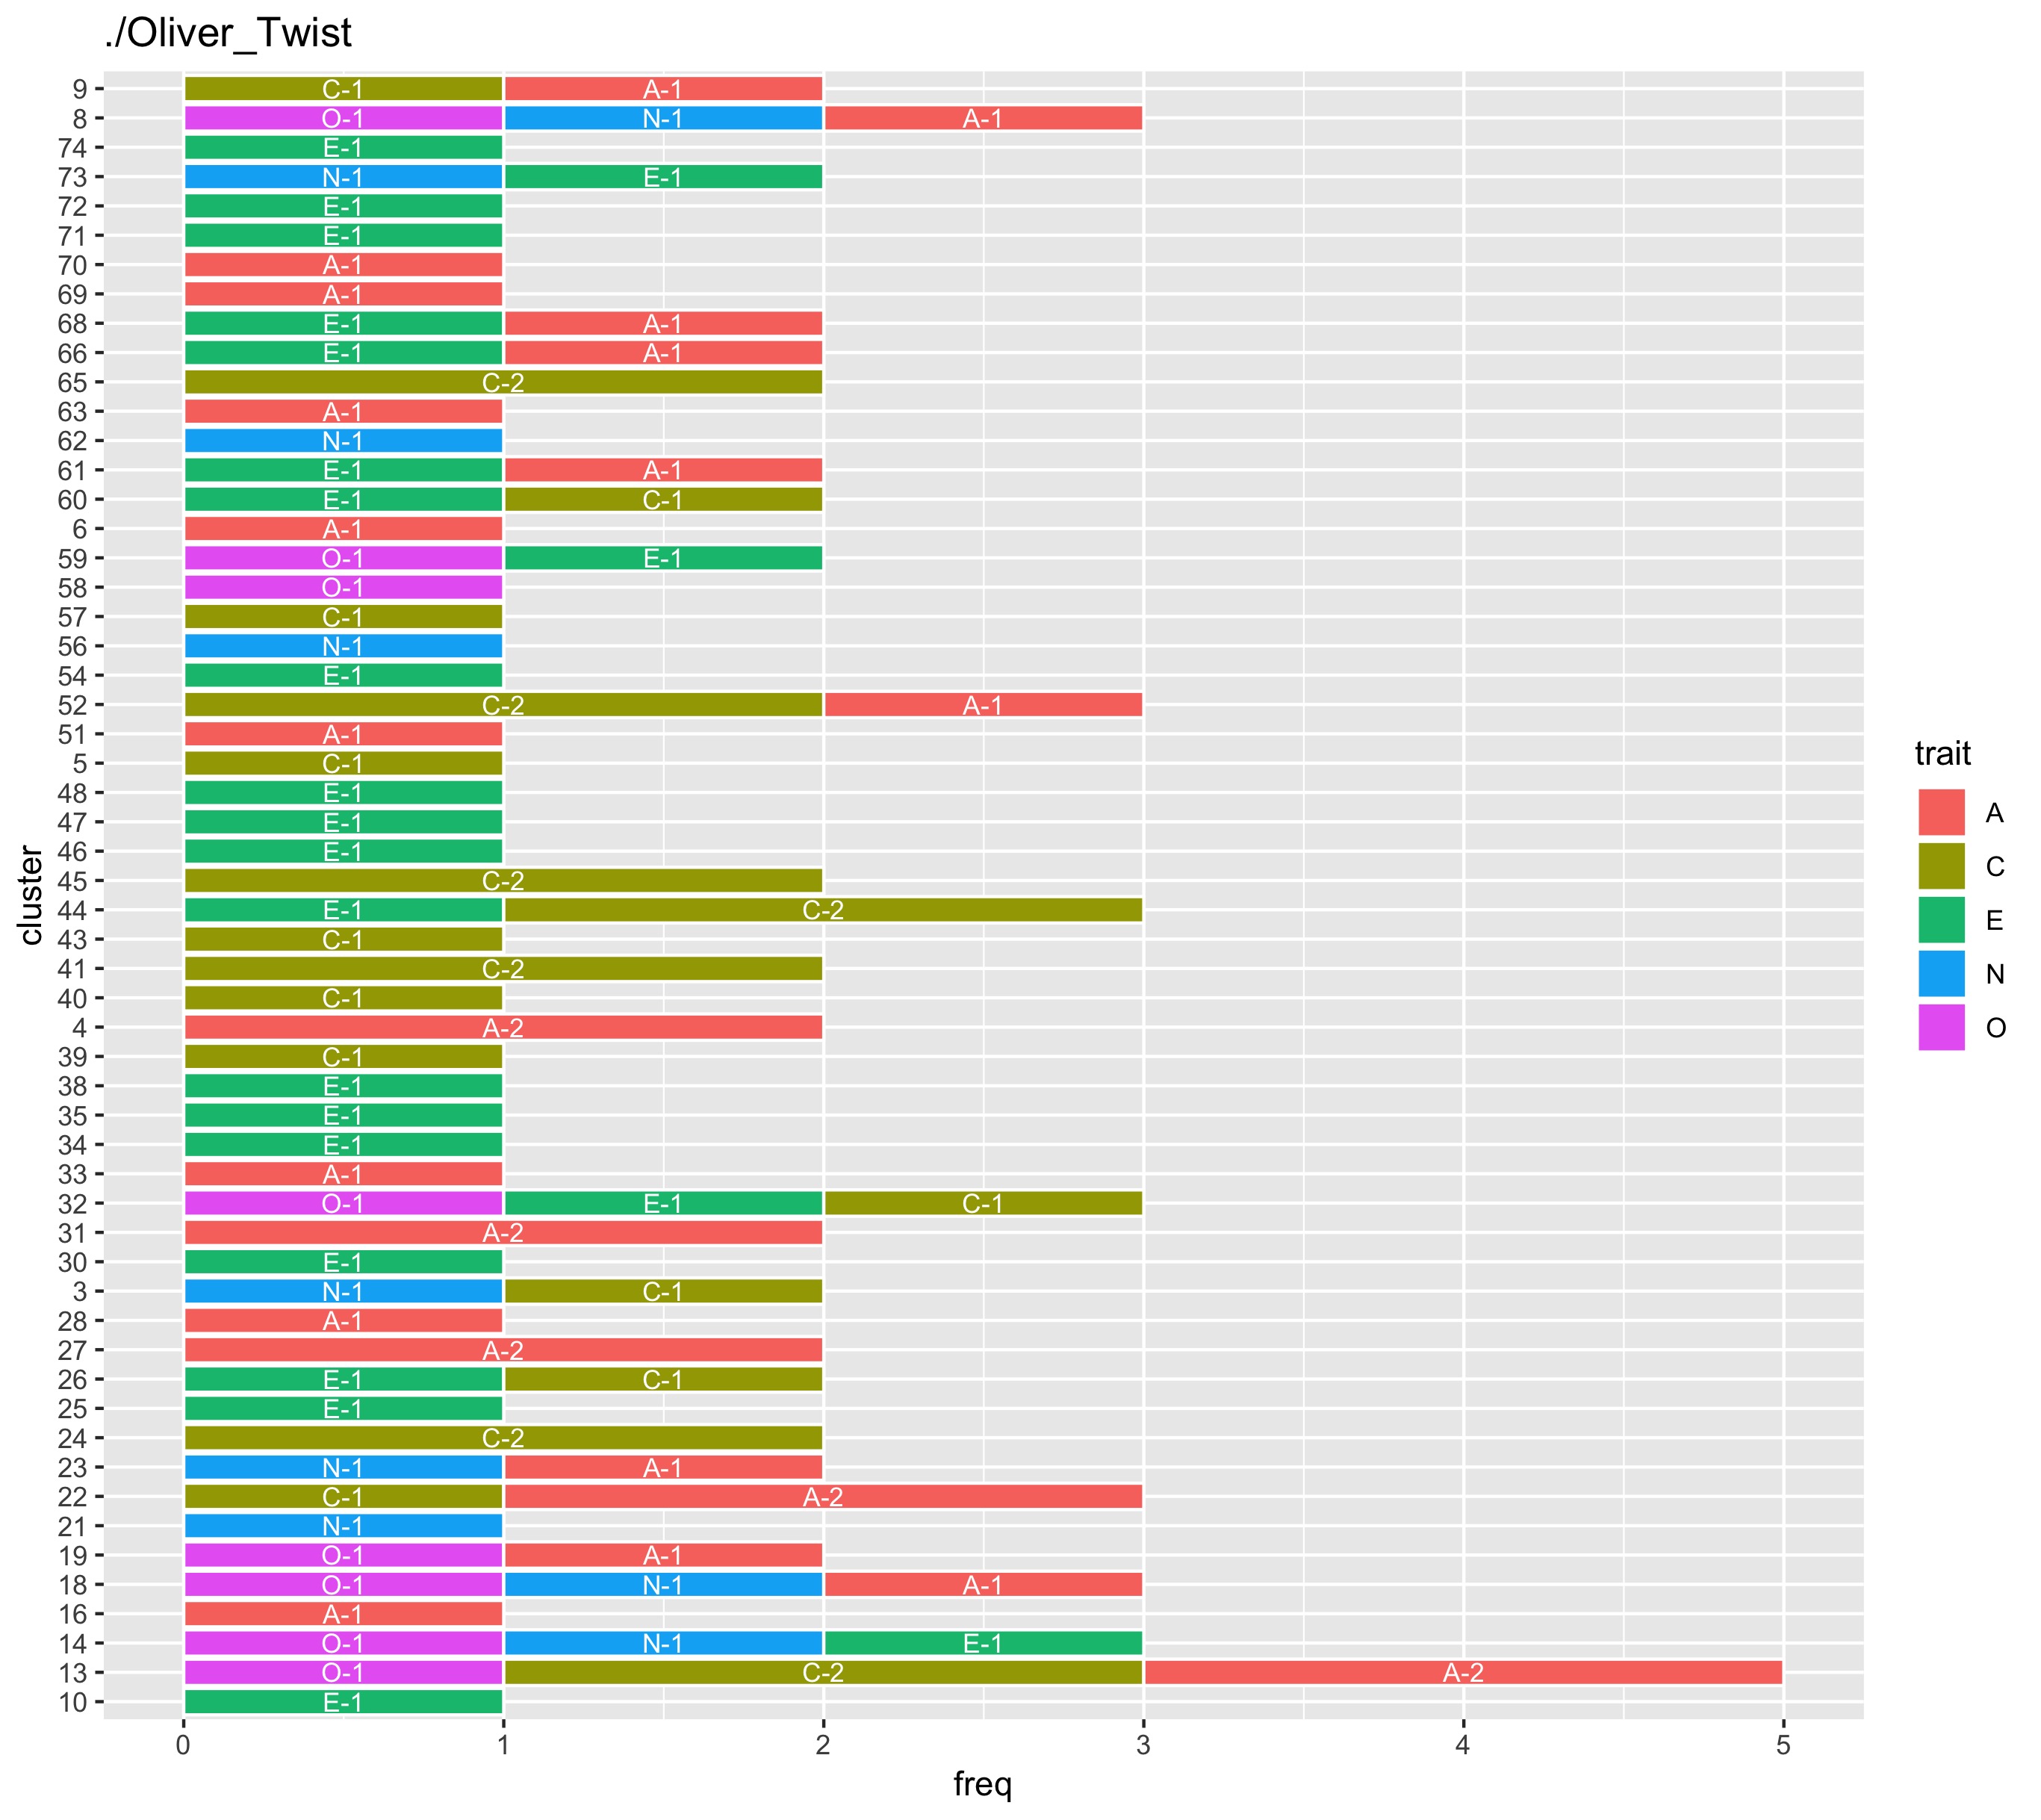 ./Oliver_Twist
9 C-1 A-1
8 O-1 N-1 A-1
74 E-1
73 N-1 E-1
72 E-1
71 E-1
70 A-1
69 A-1
68 E-1 A-1
66 E-1 A-1
65 C-2
63 A-1
62 N-1
61 E-1 A-1
60 E-1 C-1
6 A-1
59 O-1 E-1
58 O-1
57 C-1
56 N-1
54 E-1
52 C-2 A-1
51 A-1
5 C-1
48 E-1
47 E-1
46 E-1
45 C-2
44 E-1 C-2
43 C-1
41 C-2
40 C-1
4 A-2
39 C-1
38 E-1
35 E-1
34 E-1
33 A-1
32 O-1 E-1 C-1
31 A-2
30 E-1
3 N-1 C-1
28 A-1
27 A-2
26 E-1 C-1
25 E-1
24 C-2
23 N-1 A-1
22 C-1 A-2
21 N-1
19 O-1 A-1
18 O-1 N-1 A-1
16 A-1
14 O-1 N-1 E-1
13 O-1 C-2 A-2
10 E-1
0 1 2 3 4 5
freq
cluster
trait
A
C
E
N
O